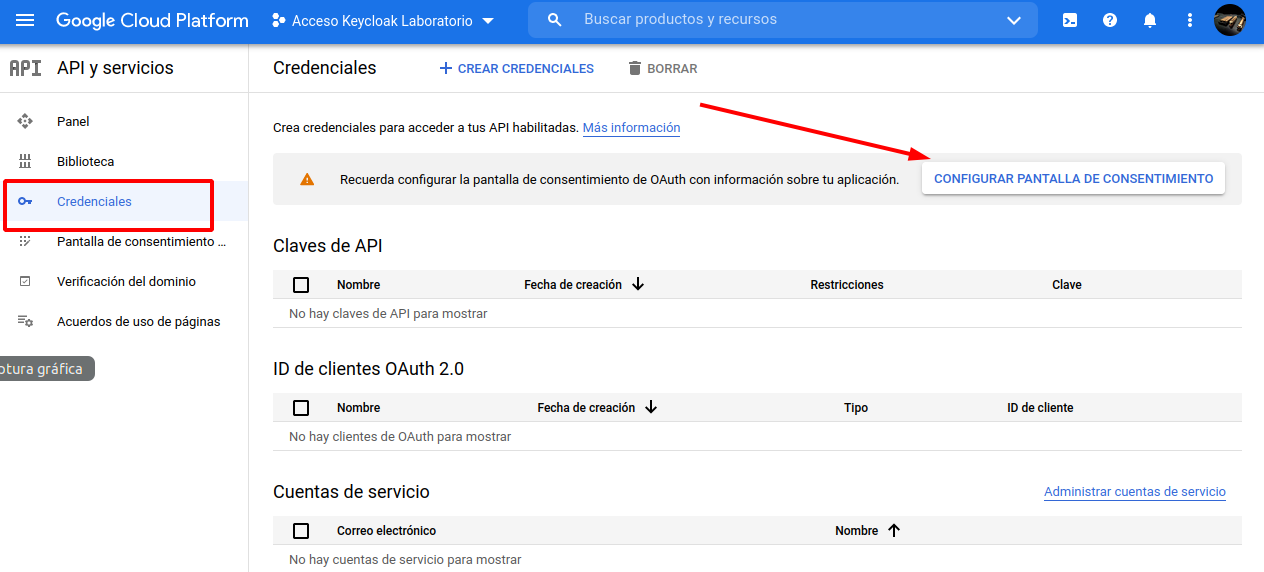 Google Cloud Platform
Acceso Keycloak Laboratorio
Buscar productos y recursos
API API y servicios
Credenciales
CREAR CREDENCIALES
BORRAR
Panel
Biblioteca
Credenciales
Pantalla de consentimiento ...
Verificación del dominio
Acuerdos de uso de páginas
ptura gráfica
Crea credenciales para acceder a tus API habilitadas. Más información
Recuerda configurar la pantalla de consentimiento de OAuth con información sobre tu aplicación.
CONFIGURAR PANTALLA DE CONSENTIMIENTO
Claves de API
Nombre Fecha de creación Restricciones Clave
No hay claves de API para mostrar
ID de clientes OAuth 2.0
Nombre Fecha de creación Tipo ID de cliente
No hay clientes de OAuth para mostrar
Cuentas de servicio
Administrar cuentas de servicio
Correo electrónico Nombre
No hay cuentas de servicio para mostrar